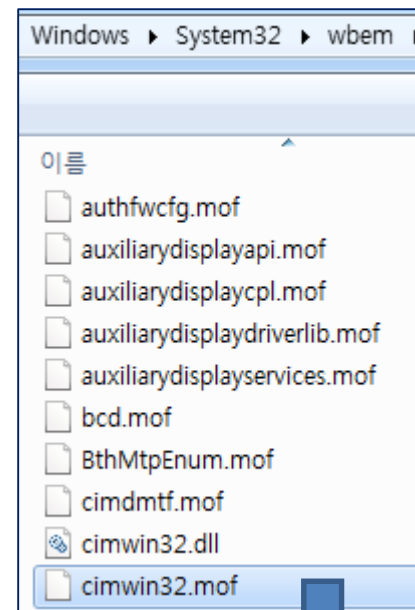 Windows ▸ System32 ▸ wbem
이름
authfwcfg.mof
auxiliarydisplayapi.mof
auxiliarydisplaycpl.mof
auxiliarydisplaydriverlib.mof
auxiliarydisplayservices.mof
bcd.mof
BthMtpEnum.mof
cimdmtf.mof
cimwin32.dll
cimwin32.mof